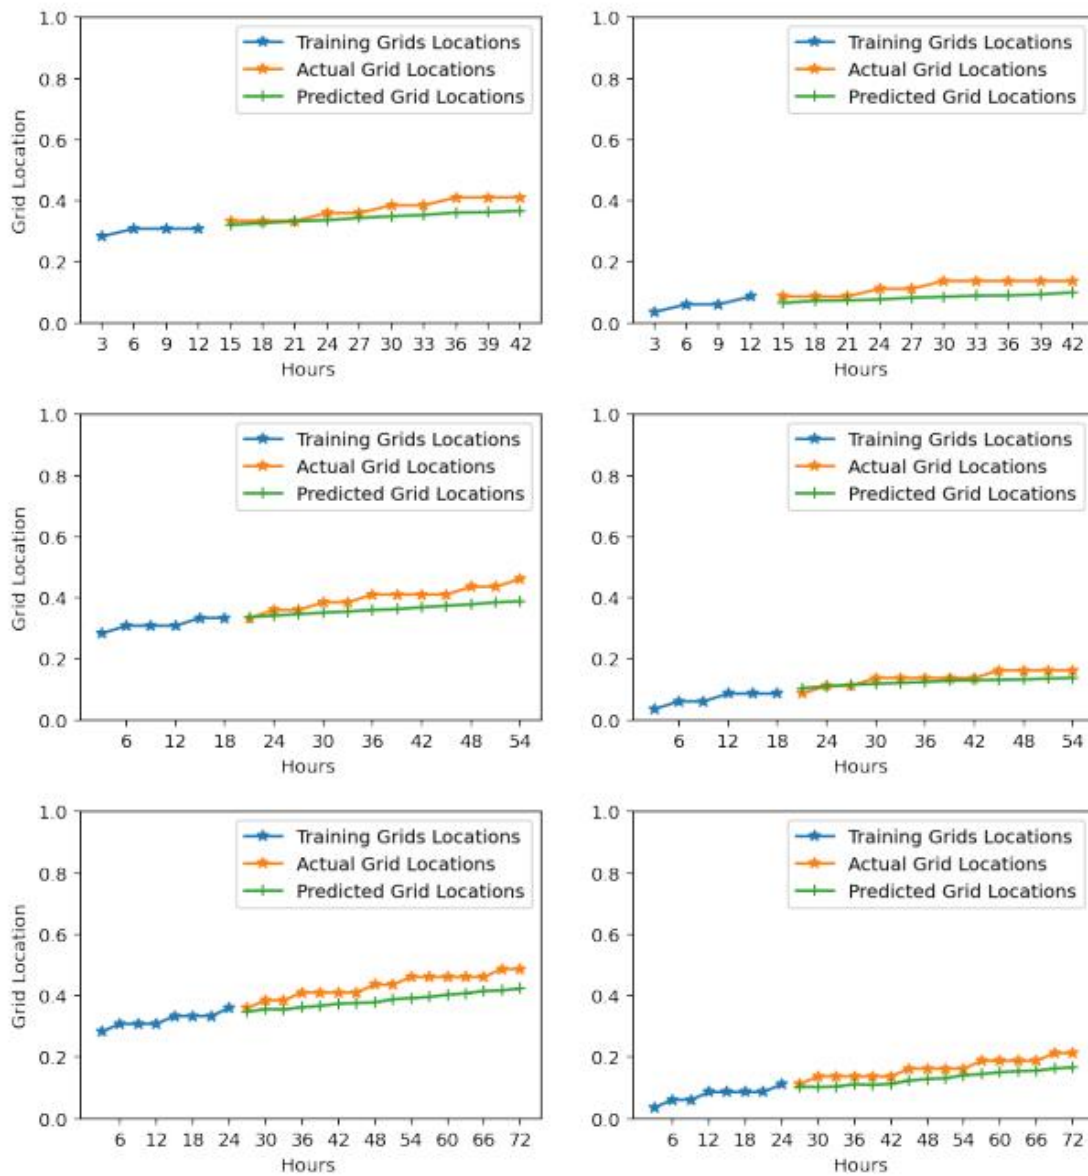 1.0
0.8
0.6
0.4
0.2
0.0
Grid Location
Training Grids Locations
Actual Grid Locations
Predicted Grid Locations
3 6 9 12 15 18 21 24 27 30 33 36 39 42
Hours
1.0
0.8
0.6
0.4
0.2
0.0
Training Grids Locations
Actual Grid Locations
Predicted Grid Locations
3 6 9 12 15 18 21 24 27 30 33 36 39 42
Hours
1.0
0.8
0.6
0.4
0.2
0.0
Grid Location
Training Grids Locations
Actual Grid Locations
Predicted Grid Locations
6 12 18 24 30 36 42 48 54
Hours
1.0
0.8
0.6
0.4
0.2
0.0
Training Grids Locations
Actual Grid Locations
Predicted Grid Locations
6 12 18 24 30 36 42 48 54
Hours
1.0
0.8
0.6
0.4
0.2
0.0
Grid Location
Training Grids Locations
Actual Grid Locations
Predicted Grid Locations
6 12 18 24 30 36 42 48 54 60 66 72
Hours
1.0
0.8
0.6
0.4
0.2
0.0
Training Grids Locations
Actual Grid Locations
Predicted Grid Locations
6 12 18 24 30 36 42 48 54 60 66 72
Hours